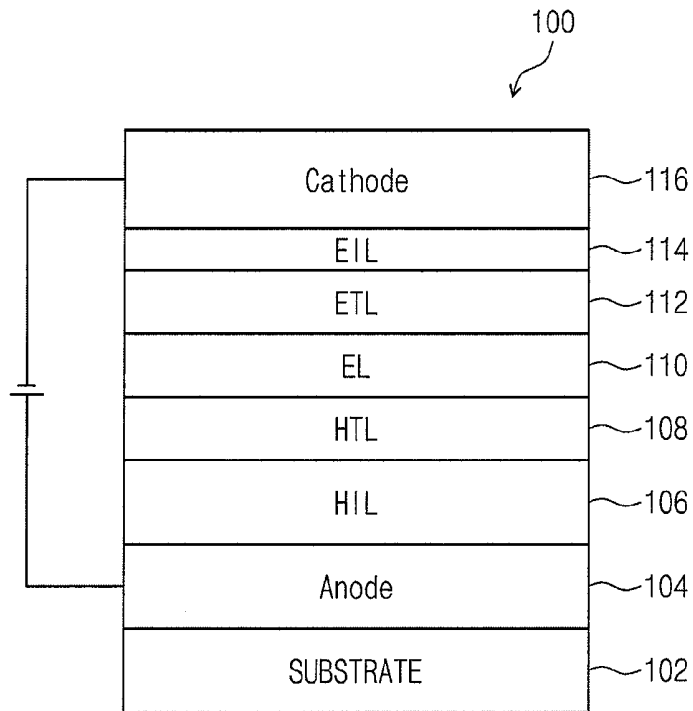 100
Cathode 116
EIL 114
ETL 112
EL 110
HTL 108
HIL 106
Anode 104
SUBSTRATE 102